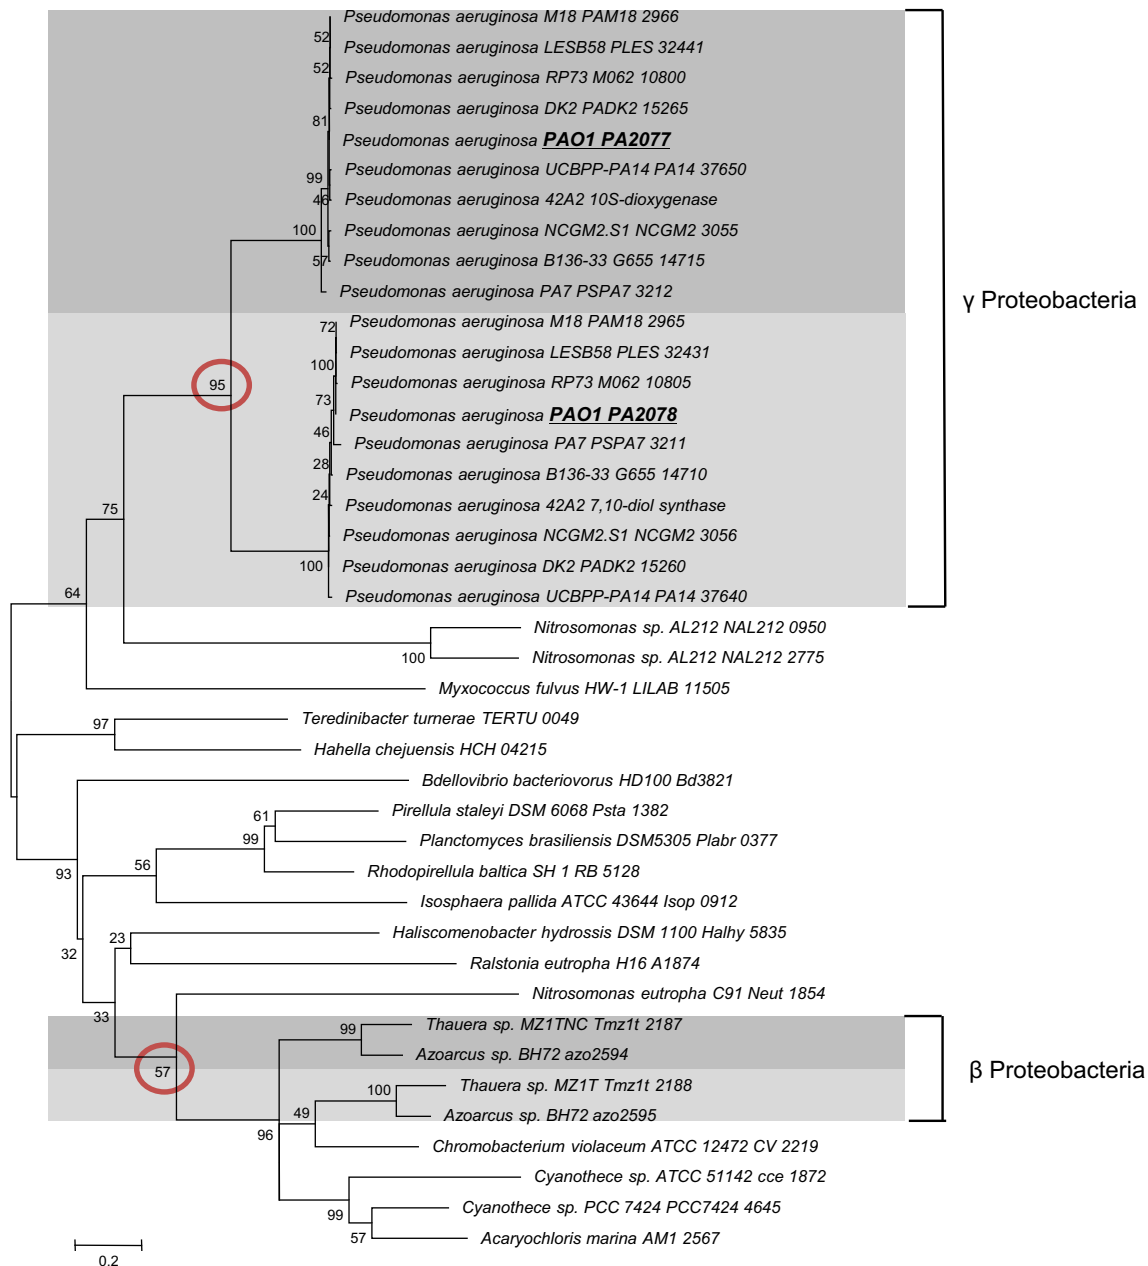 Pseudomonas aeruginosa M18 PAM18 2966
52
Pseudomonas aeruginosa LESB58 PLES 32441
52
Pseudomonas aeruginosa RP73 M062 10800
Pseudomonas aeruginosa DK2 PADK2 15265
81
Pseudomonas aeruginosa PAO1 PA2077
Pseudomonas aeruginosa UCBPP-PA14 PA14 37650
99
46
Pseudomonas aeruginosa 42A2 10S-dioxygenase
100
Pseudomonas aeruginosa NCGM2.S1 NCGM2 3055
57
Pseudomonas aeruginosa B136-33 G655 14715
Pseudomonas aeruginosa PA7 PSPA7 3212
γ Proteobacteria
Pseudomonas aeruginosa M18 PAM18 2965
72
Pseudomonas aeruginosa LESB58 PLES 32431
100
Pseudomonas aeruginosa RP73 M062 10805
95
73
Pseudomonas aeruginosa PAO1 PA2078
46
Pseudomonas aeruginosa PA7 PSPA7 3211
28
Pseudomonas aeruginosa B136-33 G655 14710
24
Pseudomonas aeruginosa 42A2 7,10-diol synthase
75
Pseudomonas aeruginosa NCGM2.S1 NCGM2 3056
100
Pseudomonas aeruginosa DK2 PADK2 15260
64
Pseudomonas aeruginosa UCBPP-PA14 PA14 37640
Nitrosomonas sp. AL212 NAL212 0950
100
Nitrosomonas sp. AL212 NAL212 2775
Myxococcus fulvus HW-1 LILAB 11505
97
Teredinibacter turnerae TERTU 0049
Hahella chejuensis HCH 04215
Bdellovibrio bacteriovorus HD100 Bd3821
61
Pirellula staleyi DSM 6068 Psta 1382
99
Planctomyces brasiliensis DSM5305 Plabr 0377
93
56
Rhodopirellula baltica SH 1 RB 5128
Isosphaera pallida ATCC 43644 Isop 0912
32
23
Haliscomenobacter hydrossis DSM 1100 Halhy 5835
Ralstonia eutropha H16 A1874
33
Nitrosomonas eutropha C91 Neut 1854
99
Thauera sp. MZ1TNC Tmz1t 2187
Azoarcus sp. BH72 azo2594
57
β Proteobacteria
100
Thauera sp. MZ1T Tmz1t 2188
49
Azoarcus sp. BH72 azo2595
96
Chromobacterium violaceum ATCC 12472 CV 2219
Cyanothece sp. ATCC 51142 cce 1872
99
Cyanothece sp. PCC 7424 PCC7424 4645
57
Acaryochloris marina AM1 2567
0.2